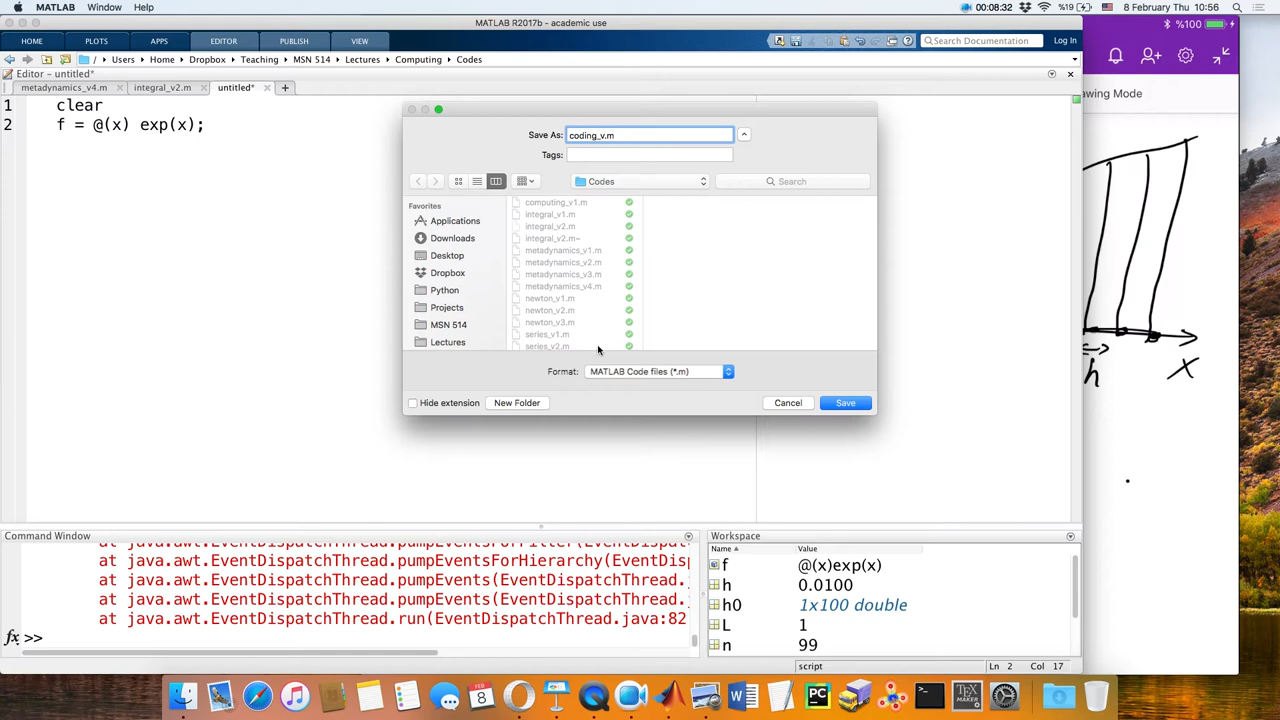 MATLAB Window Help 00:08:32 %19 8 February Thu 10:56
MATLAB R2017b - academic use
%100
HOME PLOTS APPS EDITOR PUBLISH VIEW Search Documentation Log In
/ Users Home Dropbox Teaching MSN 514 Lectures Computing Codes
Editor - untitled*
metadynamics_v4.m integral_v2.m untitled*
awing Mode
1 clear
2 f = @(x) exp(x);
Save As: coding_v.m
Tags:
Codes
Search
Favorites
Applications
Downloads
Desktop
Dropbox
Python
Projects
MSN 514
Lectures
computing_v1.m
integral_v1.m
integral_v2.m
integral_v2.m~
metadynamics_v1.m
metadynamics_v2.m
metadynamics_v3.m
metadynamics_v4.m
newton_v1.m
newton_v2.m
newton_v3.m
series_v1.m
series_v2.m
Format: MATLAB Code files (*.m)
Hide extension New Folder Cancel Save
h x
Command Window
at java.awt.EventDispatchThread.pumpEventsForHierarchy(EventDisp
at java.awt.EventDispatchThread.pumpEvents(EventDispatchThread.j
at java.awt.EventDispatchThread.pumpEvents(EventDispatchThread.j
at java.awt.EventDispatchThread.run(EventDispatchThread.java:82
fx >>
Workspace
Name Value
f @(x)exp(x)
h 0.0100
h0 1x100 double
L 1
n 99
script Ln 2 Col 17
FEB
8
W
PC
TEX
MAKER